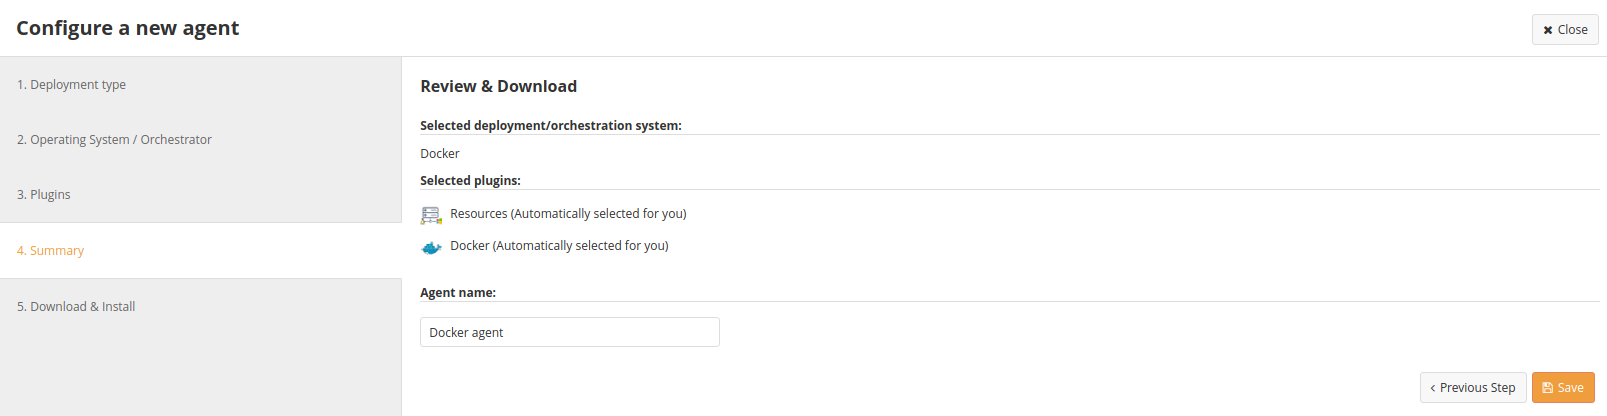 Configure a new agent
Close
1. Deployment type
2. Operating System / Orchestrator
3. Plugins
4. Summary
5. Download & Install
Review & Download
Selected deployment/orchestration system:
Docker
Selected plugins:
Resources (Automatically selected for you)
Docker (Automatically selected for you)
Agent name:
Docker agent
Previous Step
Save